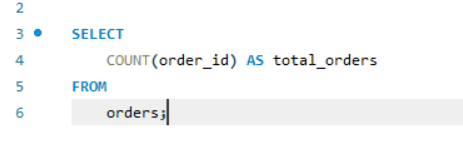 2
3 SELECT
4 COUNT(order_id) AS total_orders
5 FROM
6 orders;